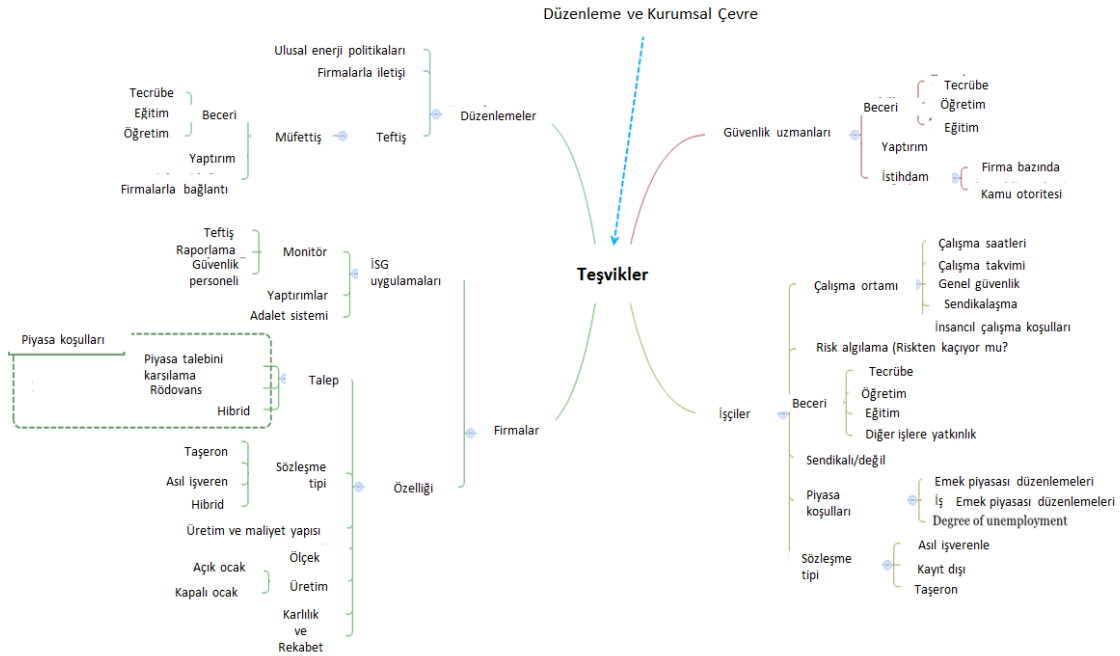 Düzenleme ve Kurumsal Çevre
Teşvikler
Düzenlemeler
Ulusal enerji politikaları
Firmalarla iletişi
Teftiş
Müfettiş
Beceri
Tecrübe
Eğitim
Öğretim
Yaptırım
Firmalarla bağlantı
Firmalar
İSG
uygulamaları
Monitör
Teftiş
Raporlama
Güvenlik
personeli
Yaptırımlar
Adalet sistemi
Özelliği
Talep
Piyasa koşulları
Piyasa talebini
karşılama
Rödovans
Hibrid
Sözleşme
tipi
Taşeron
Asıl işveren
Hibrid
Üretim ve maliyet yapısı
Ölçek
Üretim
Açık ocak
Kapalı ocak
Karlılık
ve
Rekabet
Güvenlik uzmanları
Beceri
Tecrübe
Öğretim
Eğitim
Yaptırım
İstihdam
Firma bazında
Kamu otoritesi
İşçiler
Çalışma ortamı
Çalışma saatleri
Çalışma takvimi
Genel güvenlik
Sendikalaşma
İnsancıl çalışma koşulları
Risk algılama (Riskten kaçıyor mu?
Beceri
Tecrübe
Öğretim
Eğitim
Diğer işlere yatkınlık
Sendikalı/değil
Piyasa
koşulları
Emek piyasası düzenlemeleri
İş Emek piyasası düzenlemeleri
Degree of unemployment
Sözleşme
tipi
Asıl işverenle
Kayıt dışı
Taşeron